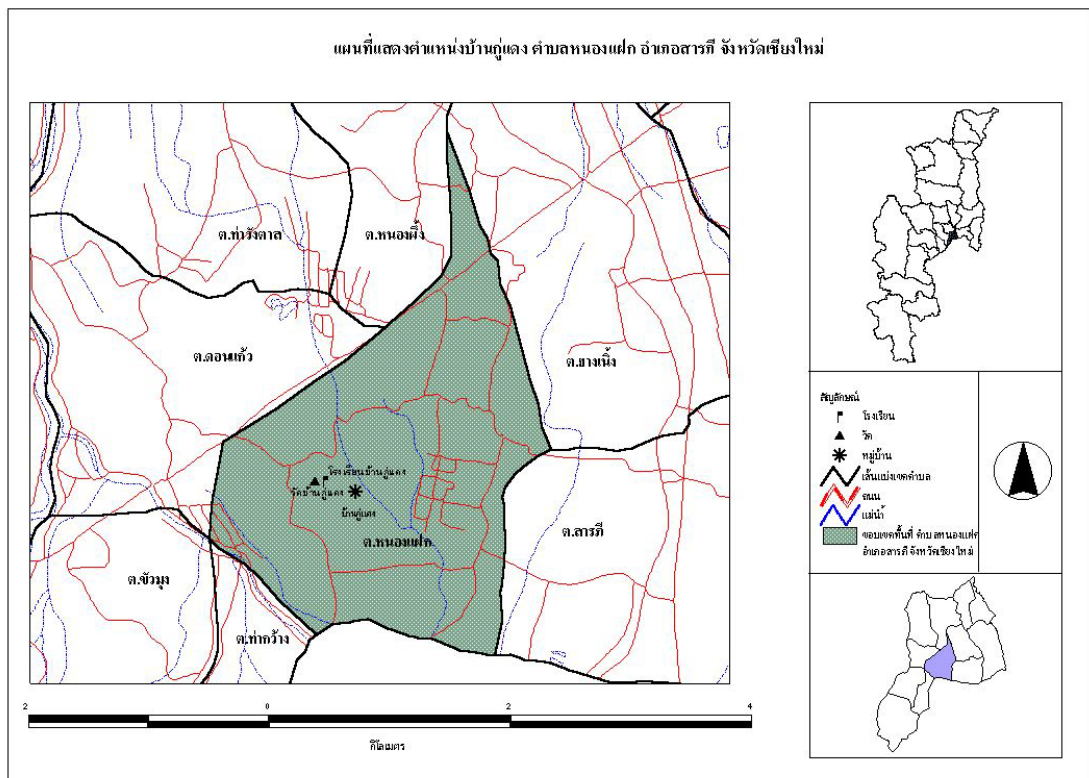 แผนที่แสดงตำแหน่งบ้านกู่แดง ตำบลหนองแฝก อำเภอสารภี จังหวัดเชียงใหม่
ต.ท่าวังตาล
ต.หนองผึ้ง
ต.ดอนแก้ว
ต.ยางเนิ้ง
โรงเรียนบ้านกู่แดง
วัดบ้านกู่แดง
บ้านกู่แดง
ต.หนองแฝก
ต.สารภี
ต.ขัวมุง
ต.ท่ากว้าง
2 0 2 4
กิโลเมตร
สัญลักษณ์
โรงเรียน
วัด
หมู่บ้าน
เส้นแบ่งเขตตำบล
ถนน
แม่น้ำ
ขอบเขตพื้นที่ ตำบลหนองแฝก
อำเภอสารภี จังหวัดเชียงใหม่